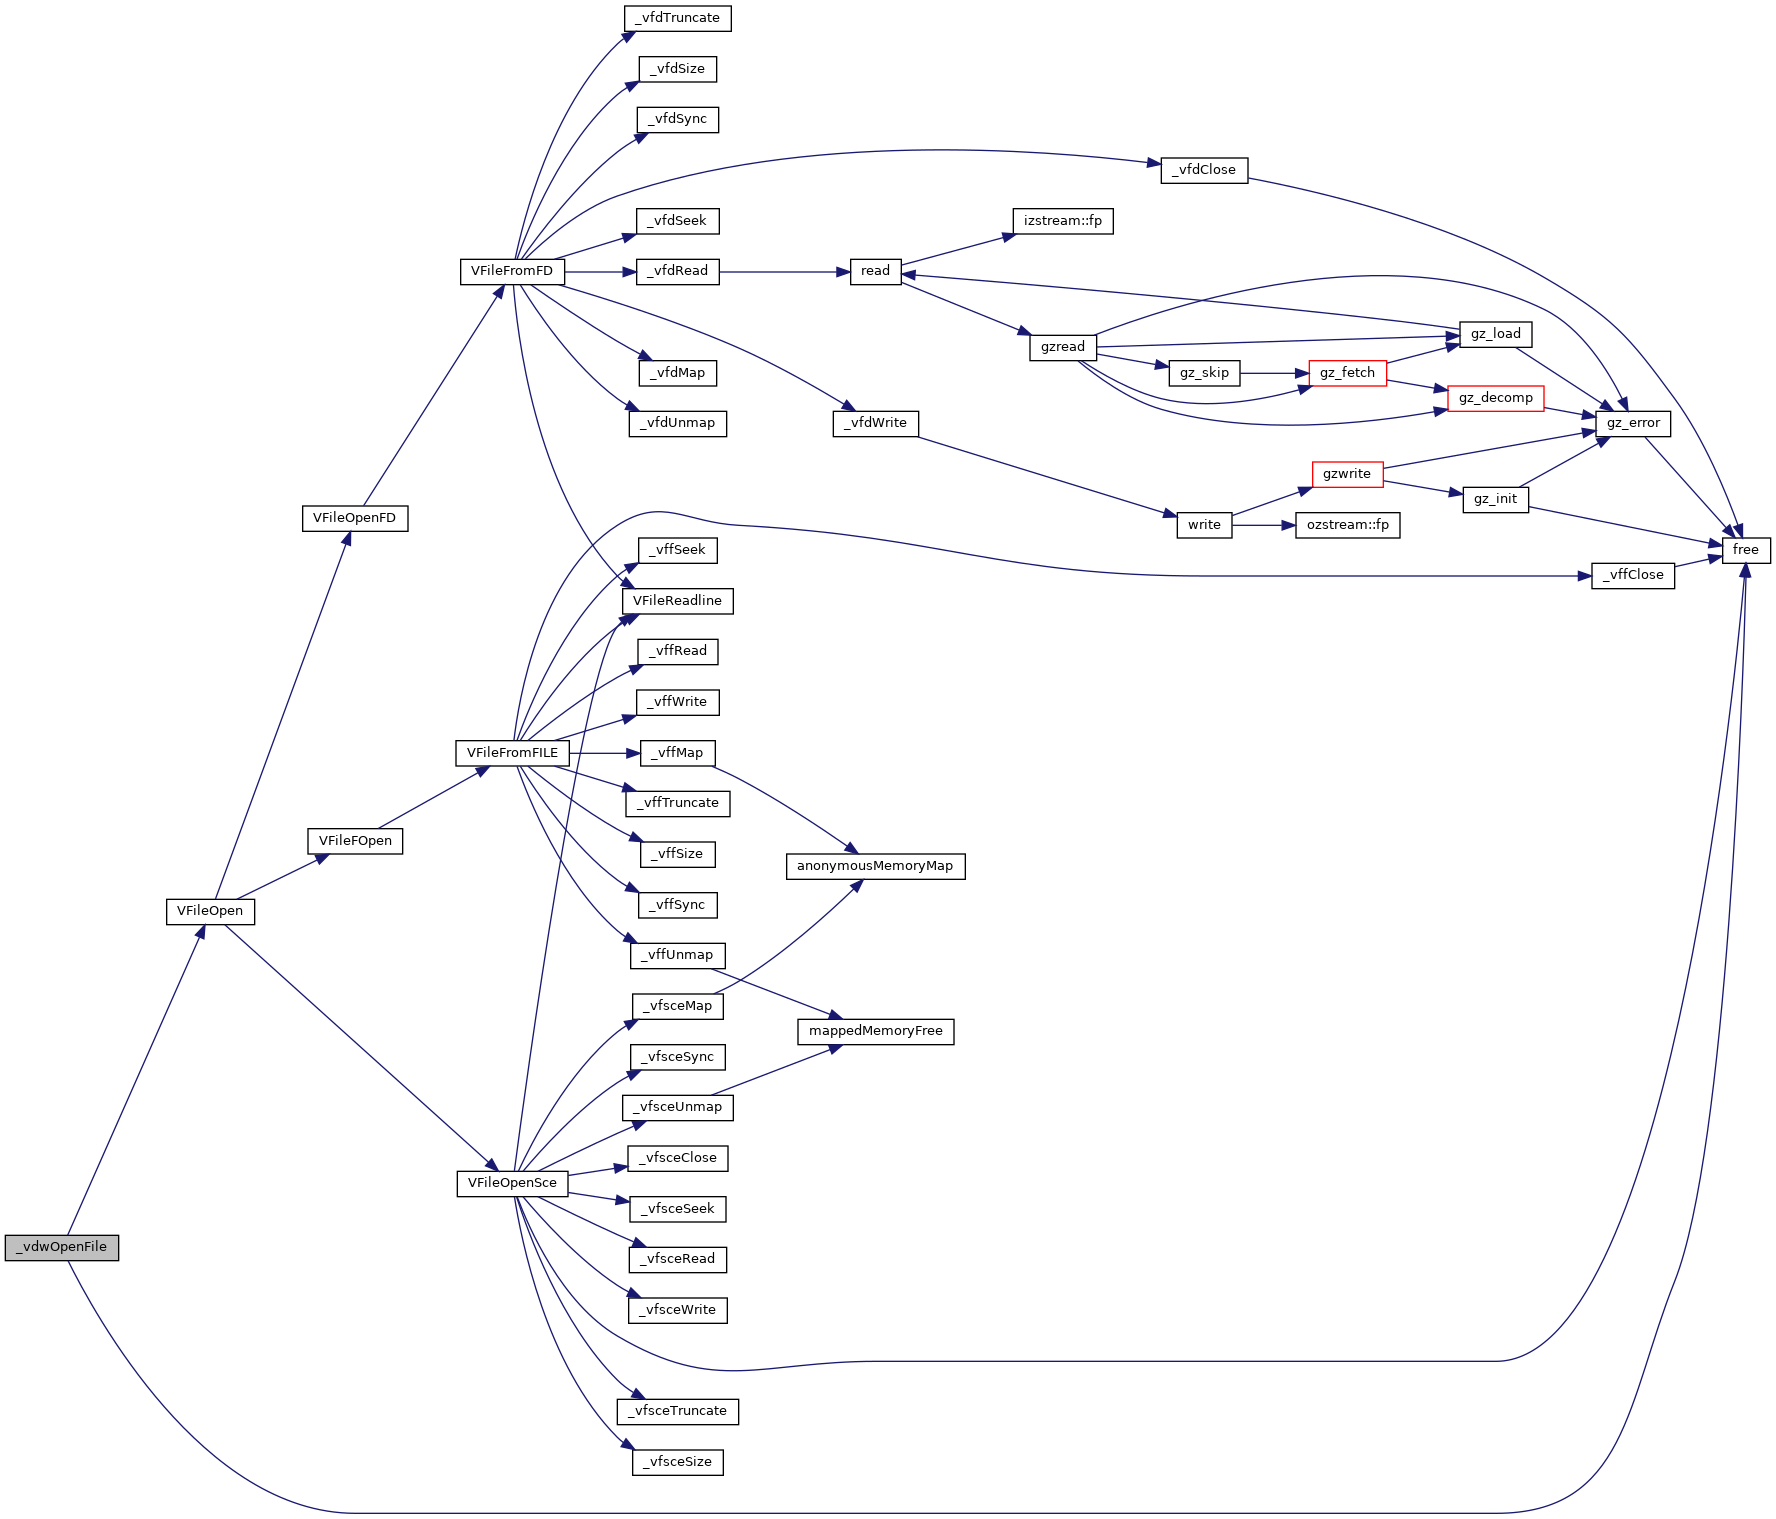 _vfdTruncate
_vfdSize
_vfdSync
_vfdClose
_vfdSeek
izstream::fp
VFileFromFD
_vfdRead
read
gz_load
gzread
_vfdMap
gz_skip
gz_fetch
gz_decomp
_vfdUnmap
_vfdWrite
gz_error
gzwrite
gz_init
VFileOpenFD
write
ozstream::fp
_vffSeek
free
_vffClose
VFileReadline
_vffRead
_vffWrite
VFileFromFILE
_vffMap
_vffTruncate
VFileFOpen
_vffSize
anonymousMemoryMap
_vffSync
VFileOpen
_vffUnmap
_vfsceMap
mappedMemoryFree
_vfsceSync
_vfsceUnmap
_vfsceClose
VFileOpenSce
_vfsceSeek
_vdwOpenFile
_vfsceRead
_vfsceWrite
_vfsceTruncate
_vfsceSize